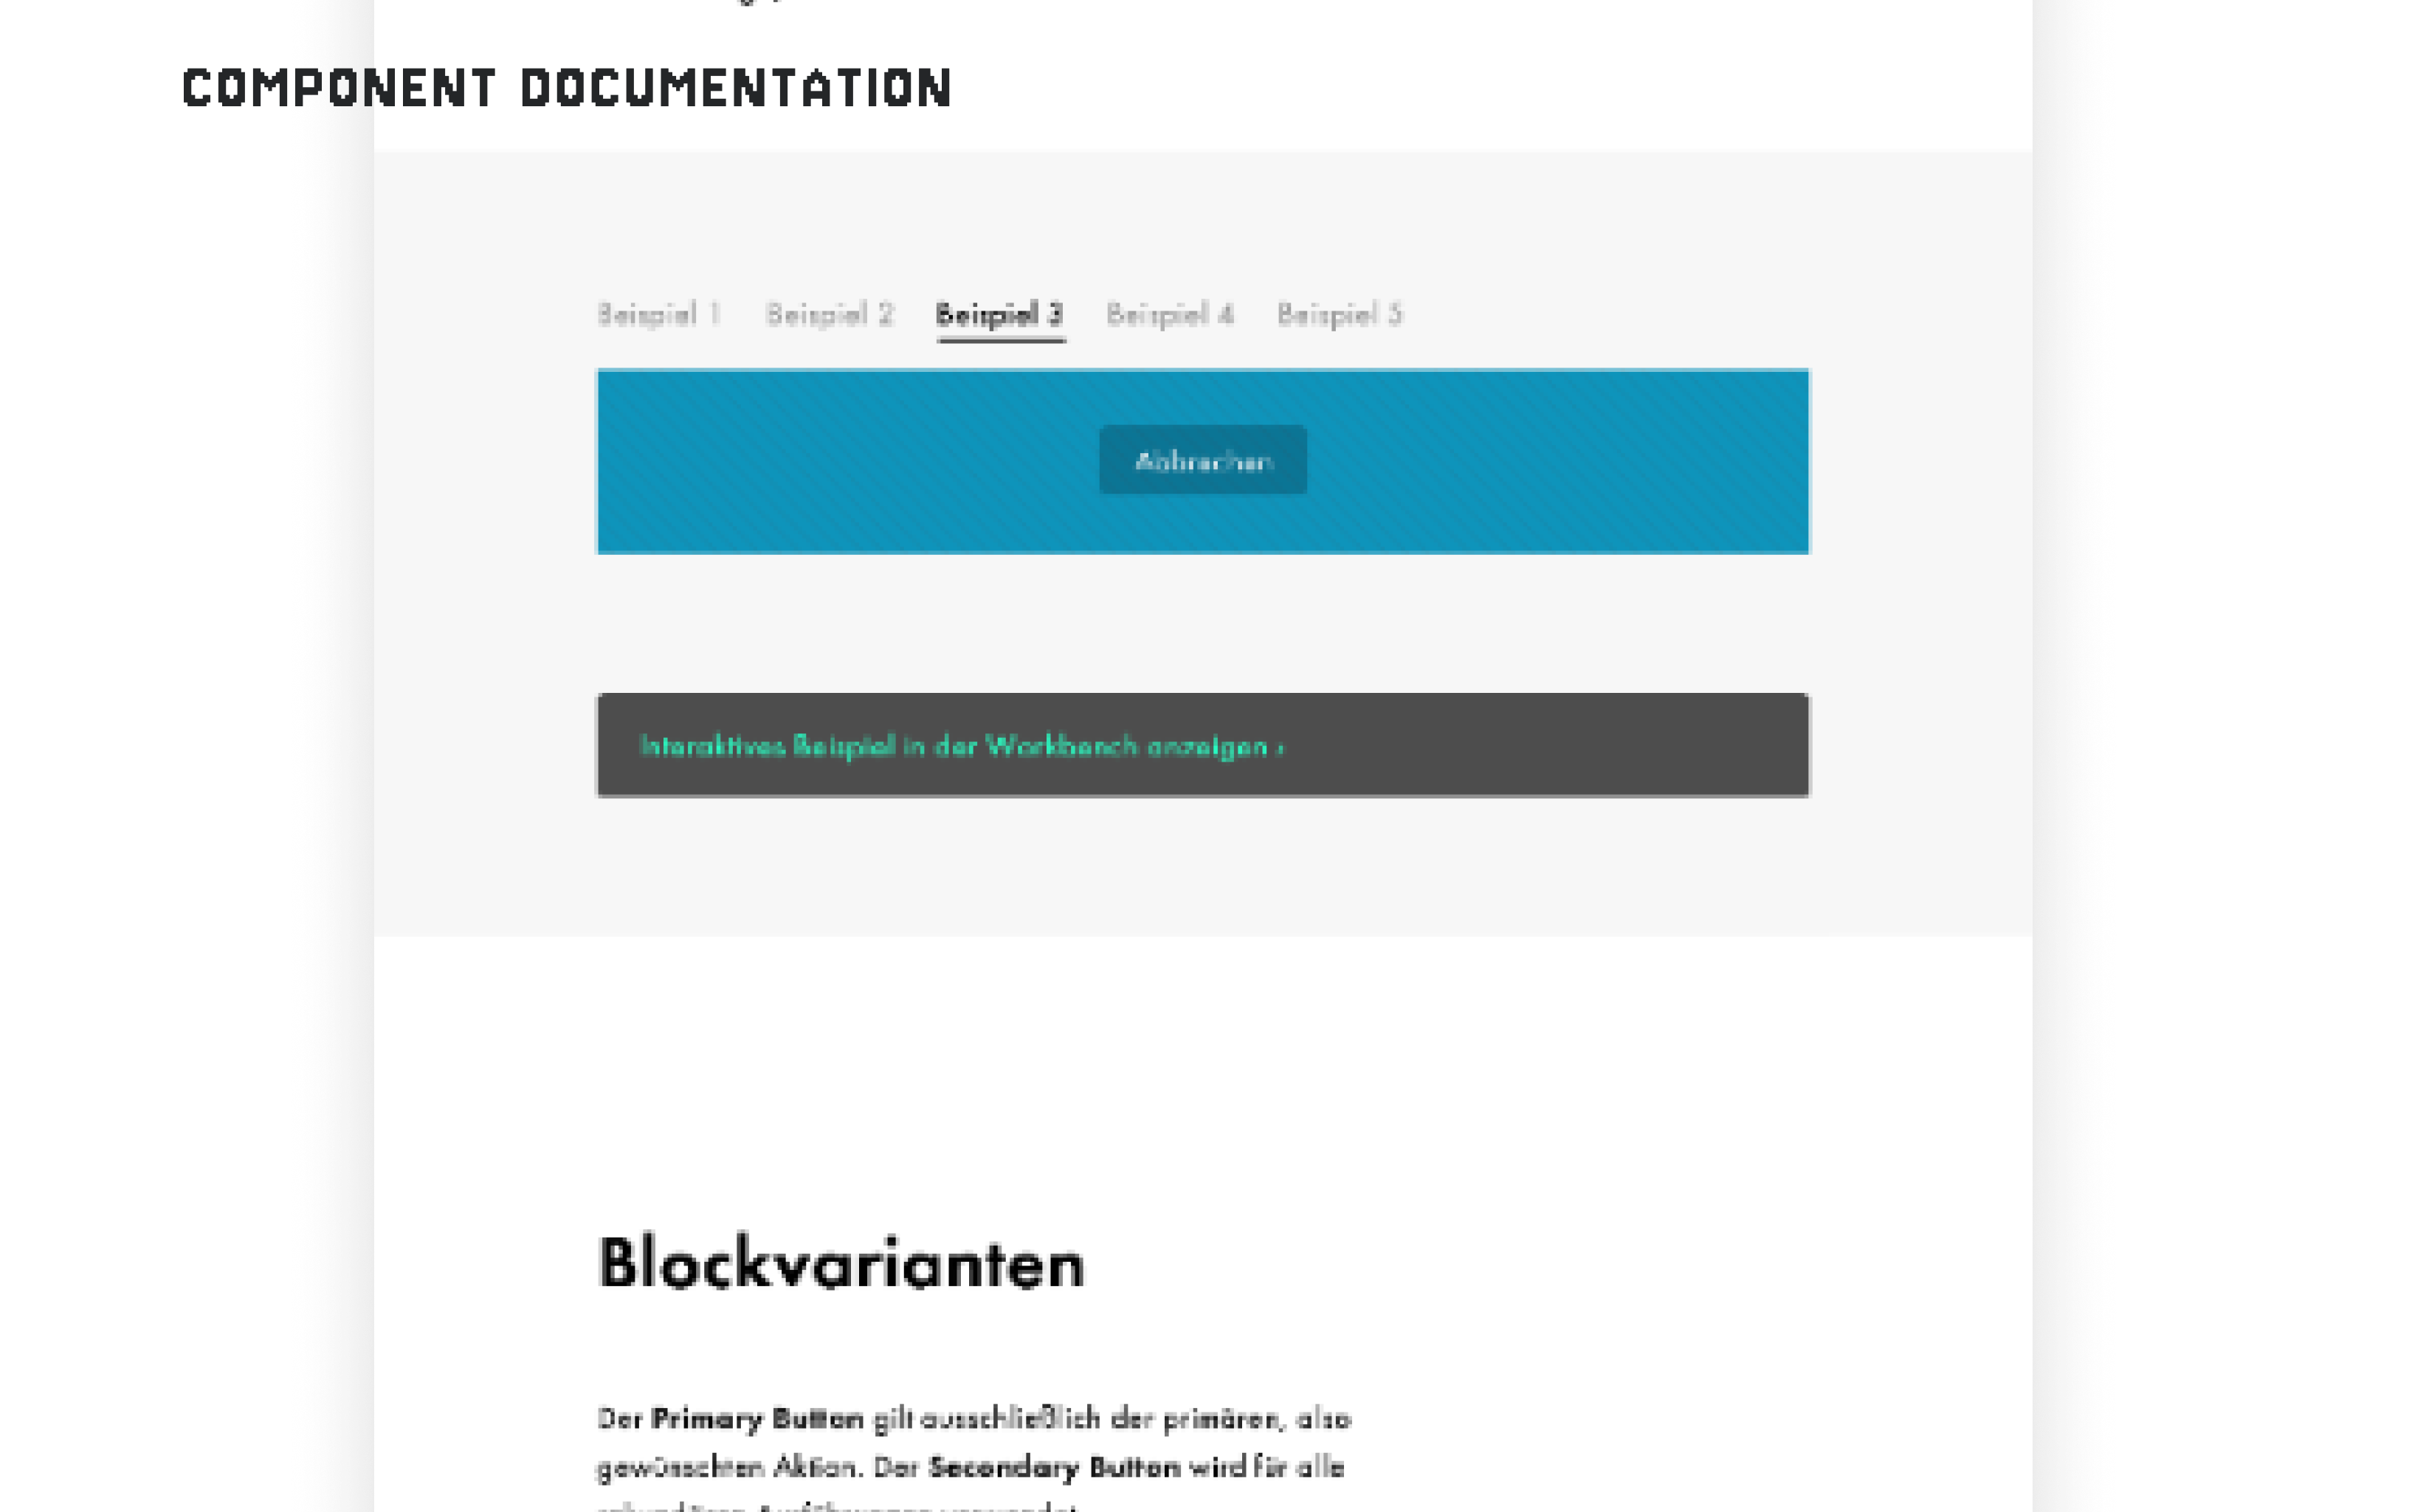 COMPONENT DOCUMENTATION
Beispiel 1 Beispiel 2 Beispiel 3 Beispiel 4 Beispiel 5
Abbrechen
Interaktives Beispiel in der Workbench anzeigen ›
Blockvarianten
Der Primary Button gilt ausschließlich der primären, also
gewünschten Aktion. Der Secondary Button wird für alle